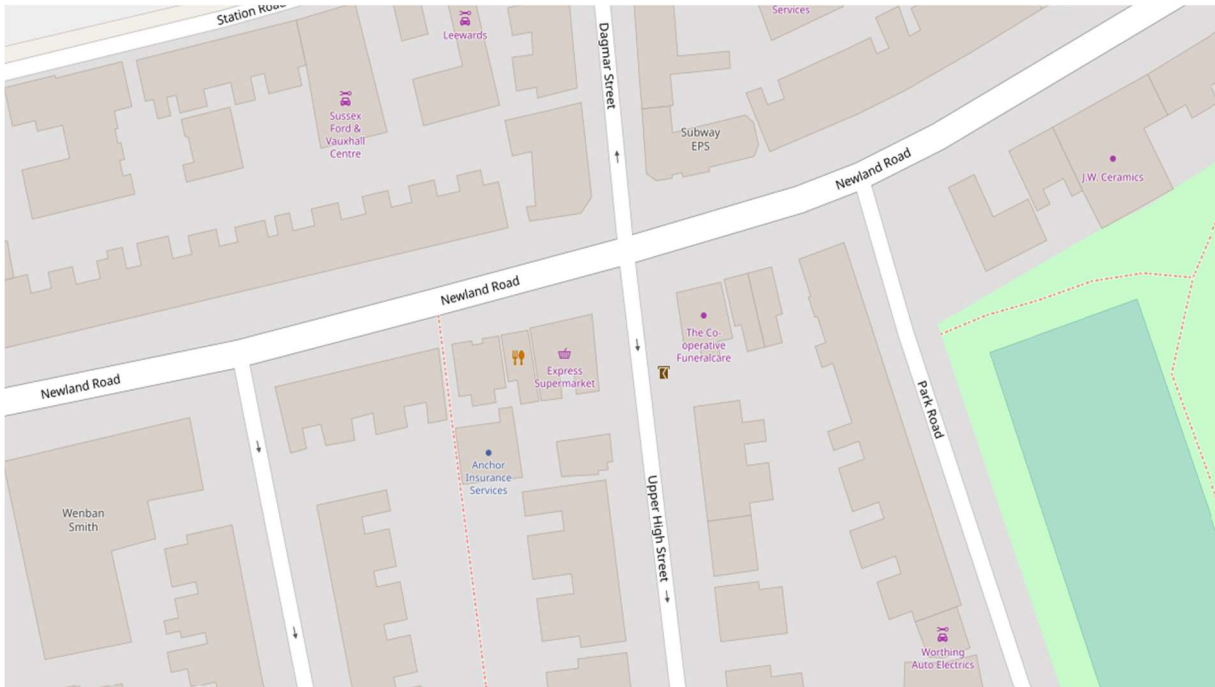 Station Road
Leewards
Services
Dagmar Street
Sussex
Ford &
Vauxhall
Centre
Subway
EPS
Newland Road
J.W. Ceramics
Newland Road
The Co-
operative
Funeralcare
Express
Supermarket
Newland Road
Park Road
Anchor
Insurance
Services
Wenban
Smith
Upper High Street
Worthing
Auto Electrics